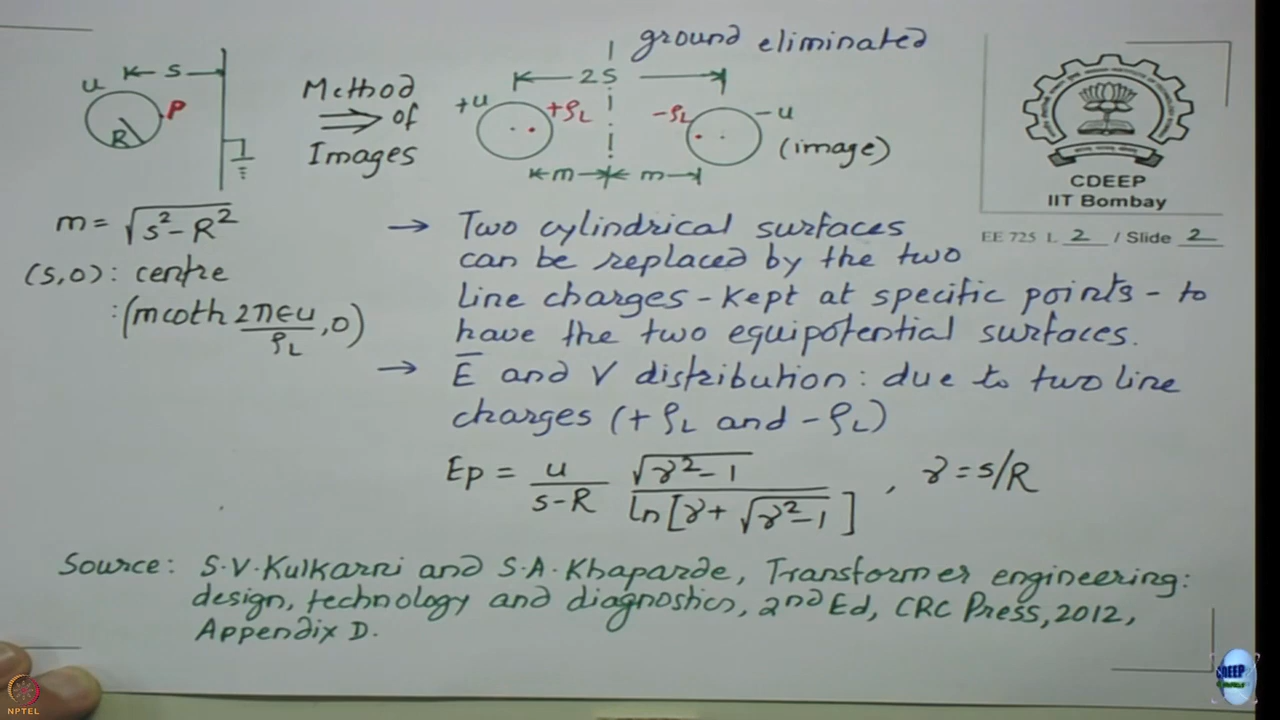 ground eliminated
S
2S
u
P
R
Method
of
Images
+u
+ρL
-ρL
-u
(image)
m
m
CDEEP
IIT Bombay
EE 725 L 2 / Slide 2
m = √(s² - R²)
(s,0) : centre
: (m coth 2πεu/ρL, 0)
→ Two cylindrical surfaces
can be replaced by the two
line charges - kept at specific points - to
have the two equipotential surfaces.
→ E̅ and V distribution: due to two line
charges (+ρL and -ρL)
Ep = u/(s-R) √(γ²-1)/ln[γ + √(γ²-1)] , γ = s/R
Source: S.V. Kulkarni and S.A. Khaparde, Transformer engineering:
design, technology and diagnostics, 2nd Ed, CRC Press, 2012,
Appendix D.
NPTEL
CDEEP